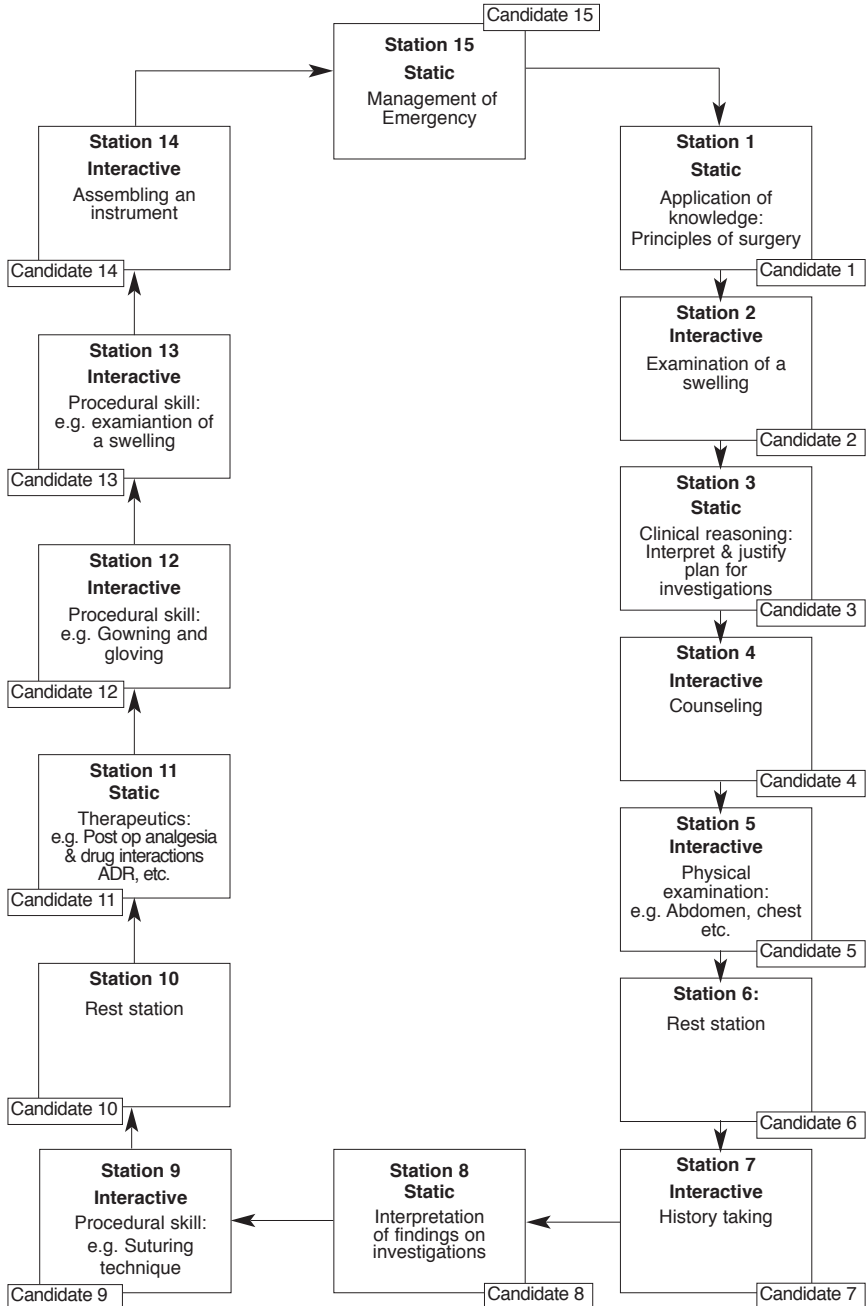 Candidate 15
Station 15
Static
Management of
Emergency
Station 1
Static
Application of
knowledge:
Principles of surgery
Candidate 1
Station 2
Interactive
Examination of a
swelling
Candidate 2
Station 3
Static
Clinical reasoning:
Interpret & justify
plan for
investigations
Candidate 3
Station 4
Interactive
Counseling
Candidate 4
Station 5
Interactive
Physical
examination:
e.g. Abdomen, chest
etc.
Candidate 5
Station 6:
Rest station
Candidate 6
Station 7
Interactive
History taking
Candidate 7
Station 8
Static
Interpretation
of findings on
investigations
Candidate 8
Station 9
Interactive
Procedural skill:
e.g. Suturing
technique
Candidate 9
Station 10
Rest station
Candidate 10
Station 11
Static
Therapeutics:
e.g. Post op analgesia
& drug interactions
ADR, etc.
Candidate 11
Station 12
Interactive
Procedural skill:
e.g. Gowning and
gloving
Candidate 12
Station 13
Interactive
Procedural skill:
e.g. examiantion of
a swelling
Candidate 13
Station 14
Interactive
Assembling an
instrument
Candidate 14